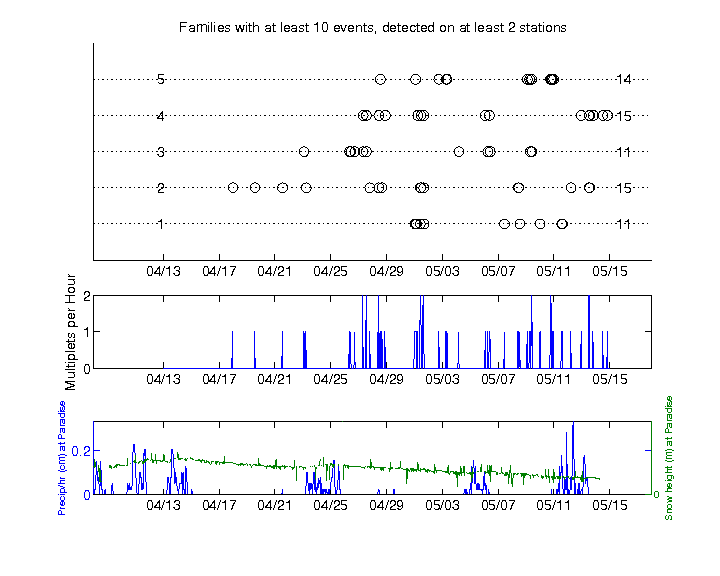 Families with at least 10 events, detected on at least 2 stations
5 14
4 15
3 11
2 15
1 11
04/13 04/17 04/21 04/25 04/29 05/03 05/07 05/11 05/15
Multiplets per Hour
2
1
0
04/13 04/17 04/21 04/25 04/29 05/03 05/07 05/11 05/15
Precip/hr (cm) at Paradise
0.2
0
Snow height (m) at Paradise
0
04/13 04/17 04/21 04/25 04/29 05/03 05/07 05/11 05/15